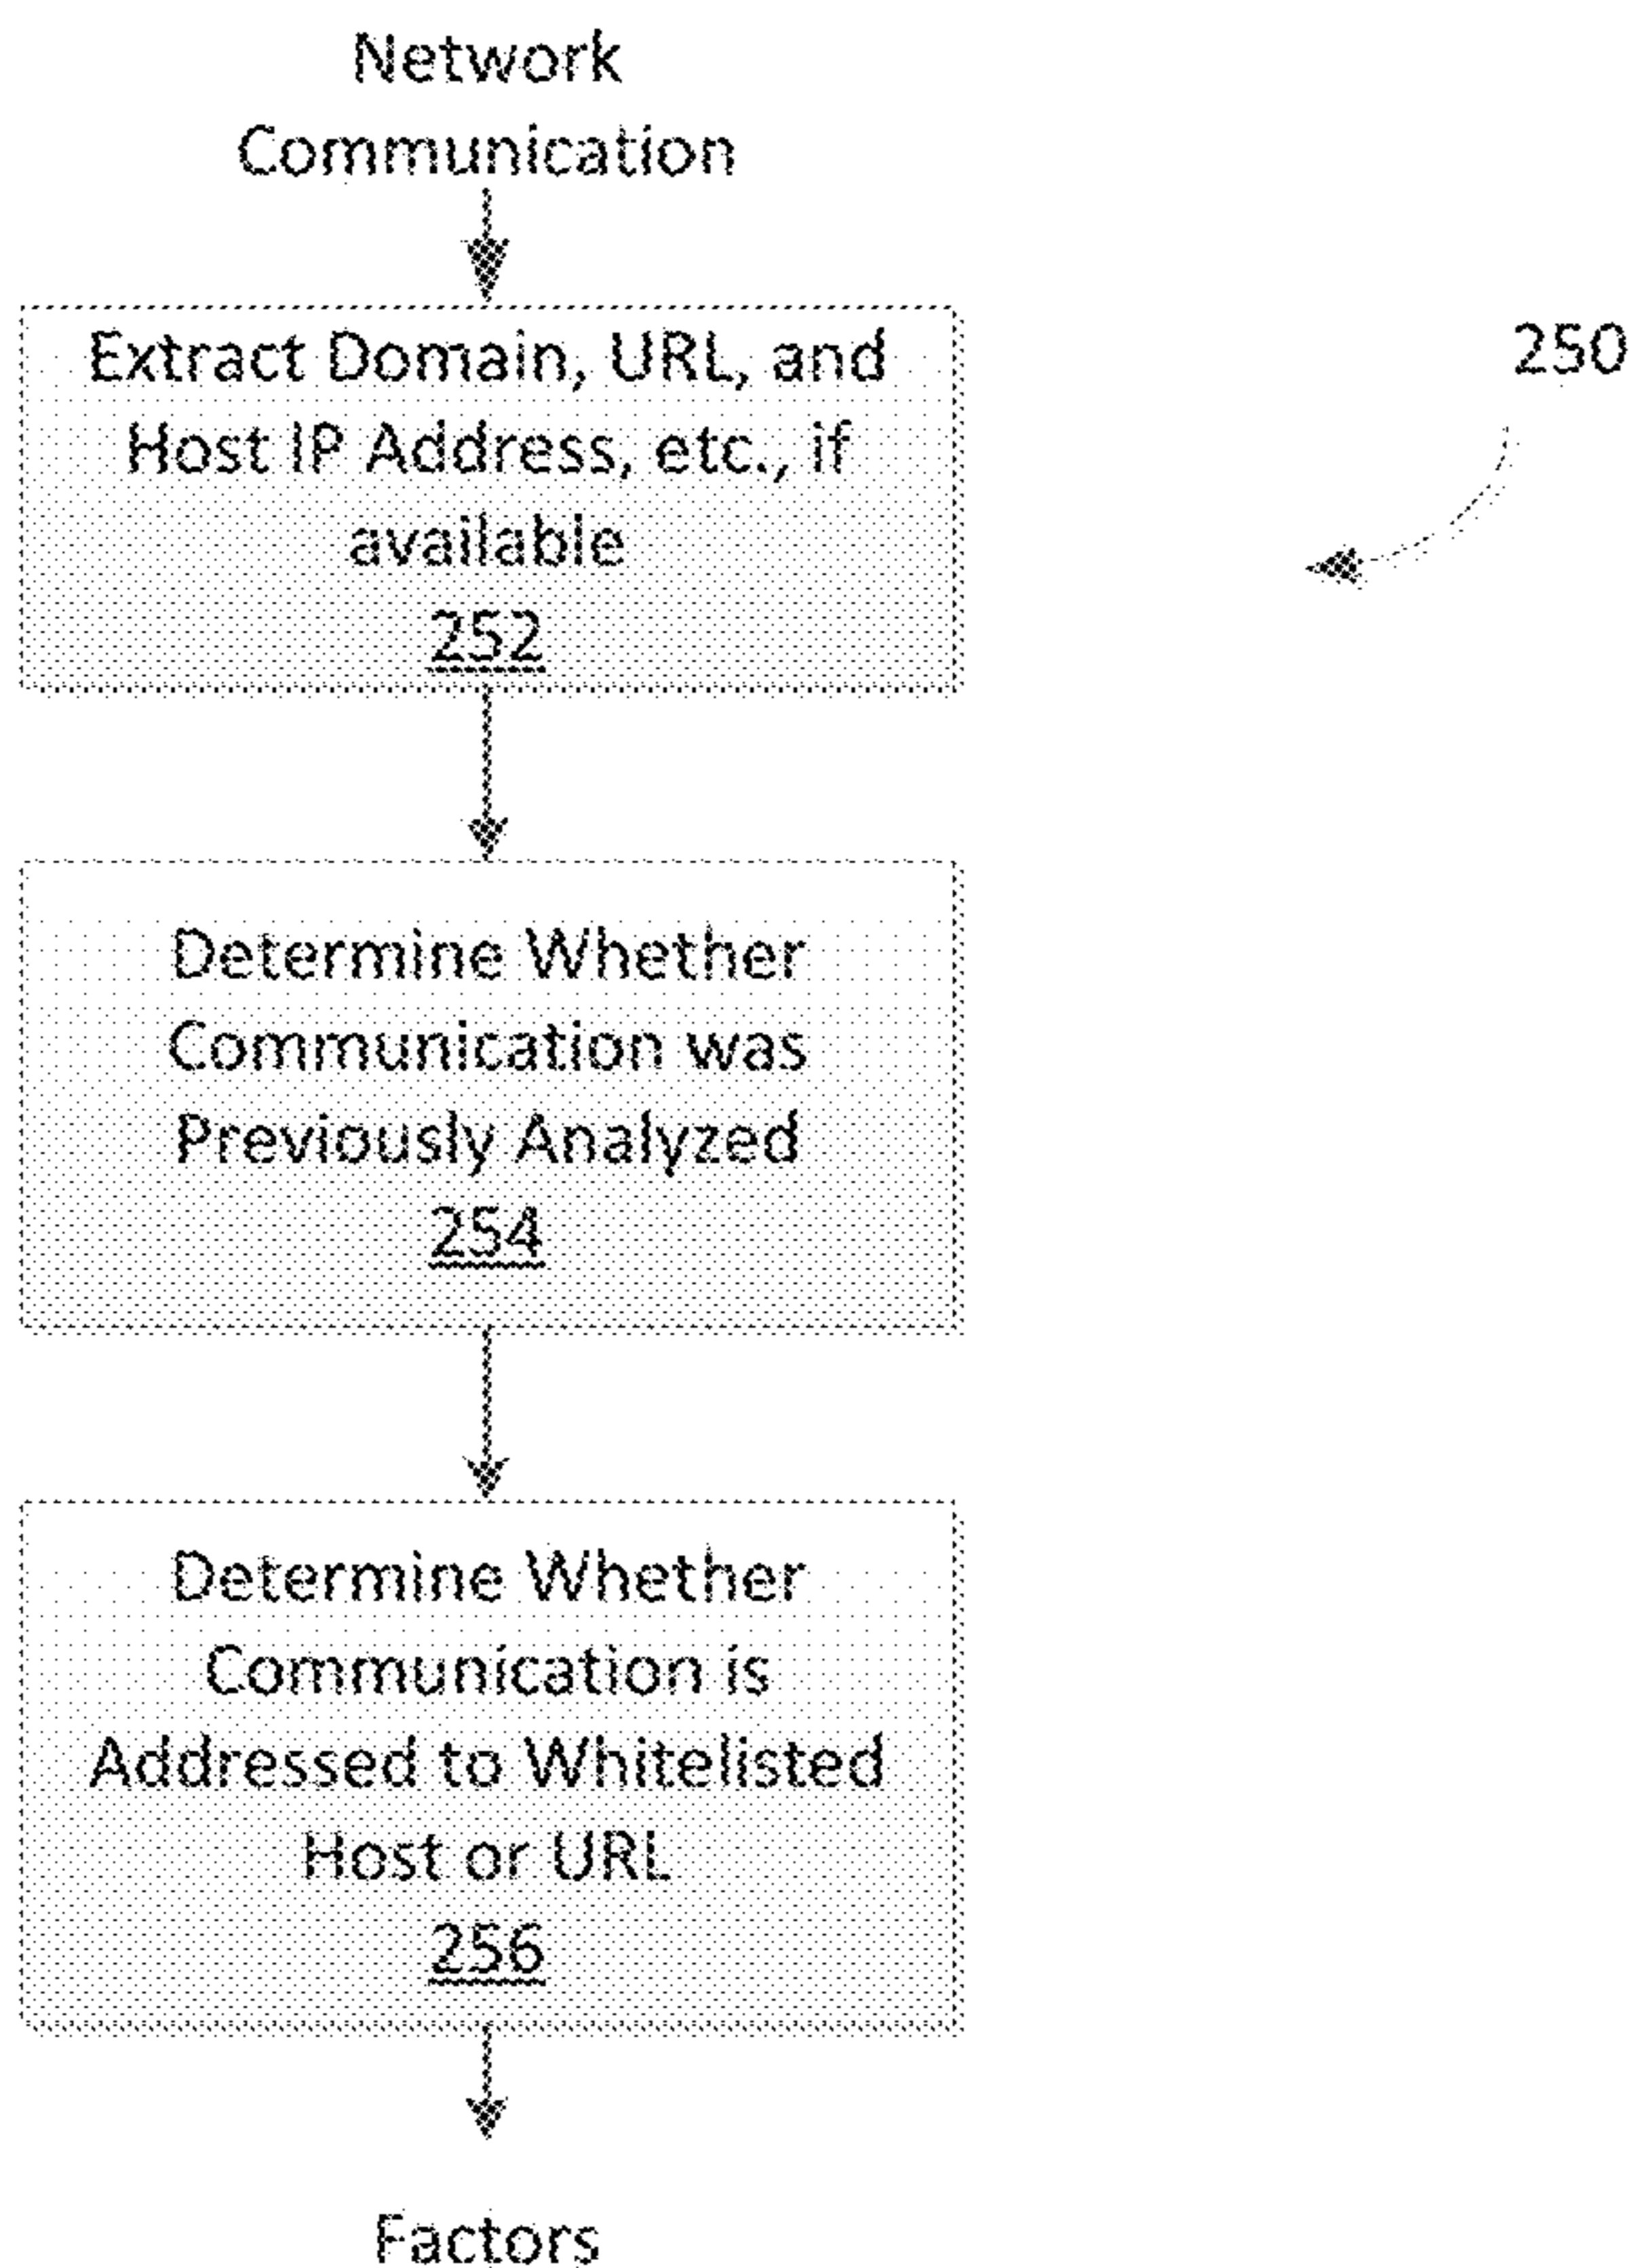 Network
Communication
Extract Domain, URL, and
Host IP Address, etc., if
available
252
250
Determine Whether
Communication was
Previously Analyzed
254
Determine Whether
Communication is
Addressed to Whitelisted
Host or URL
256
Factors